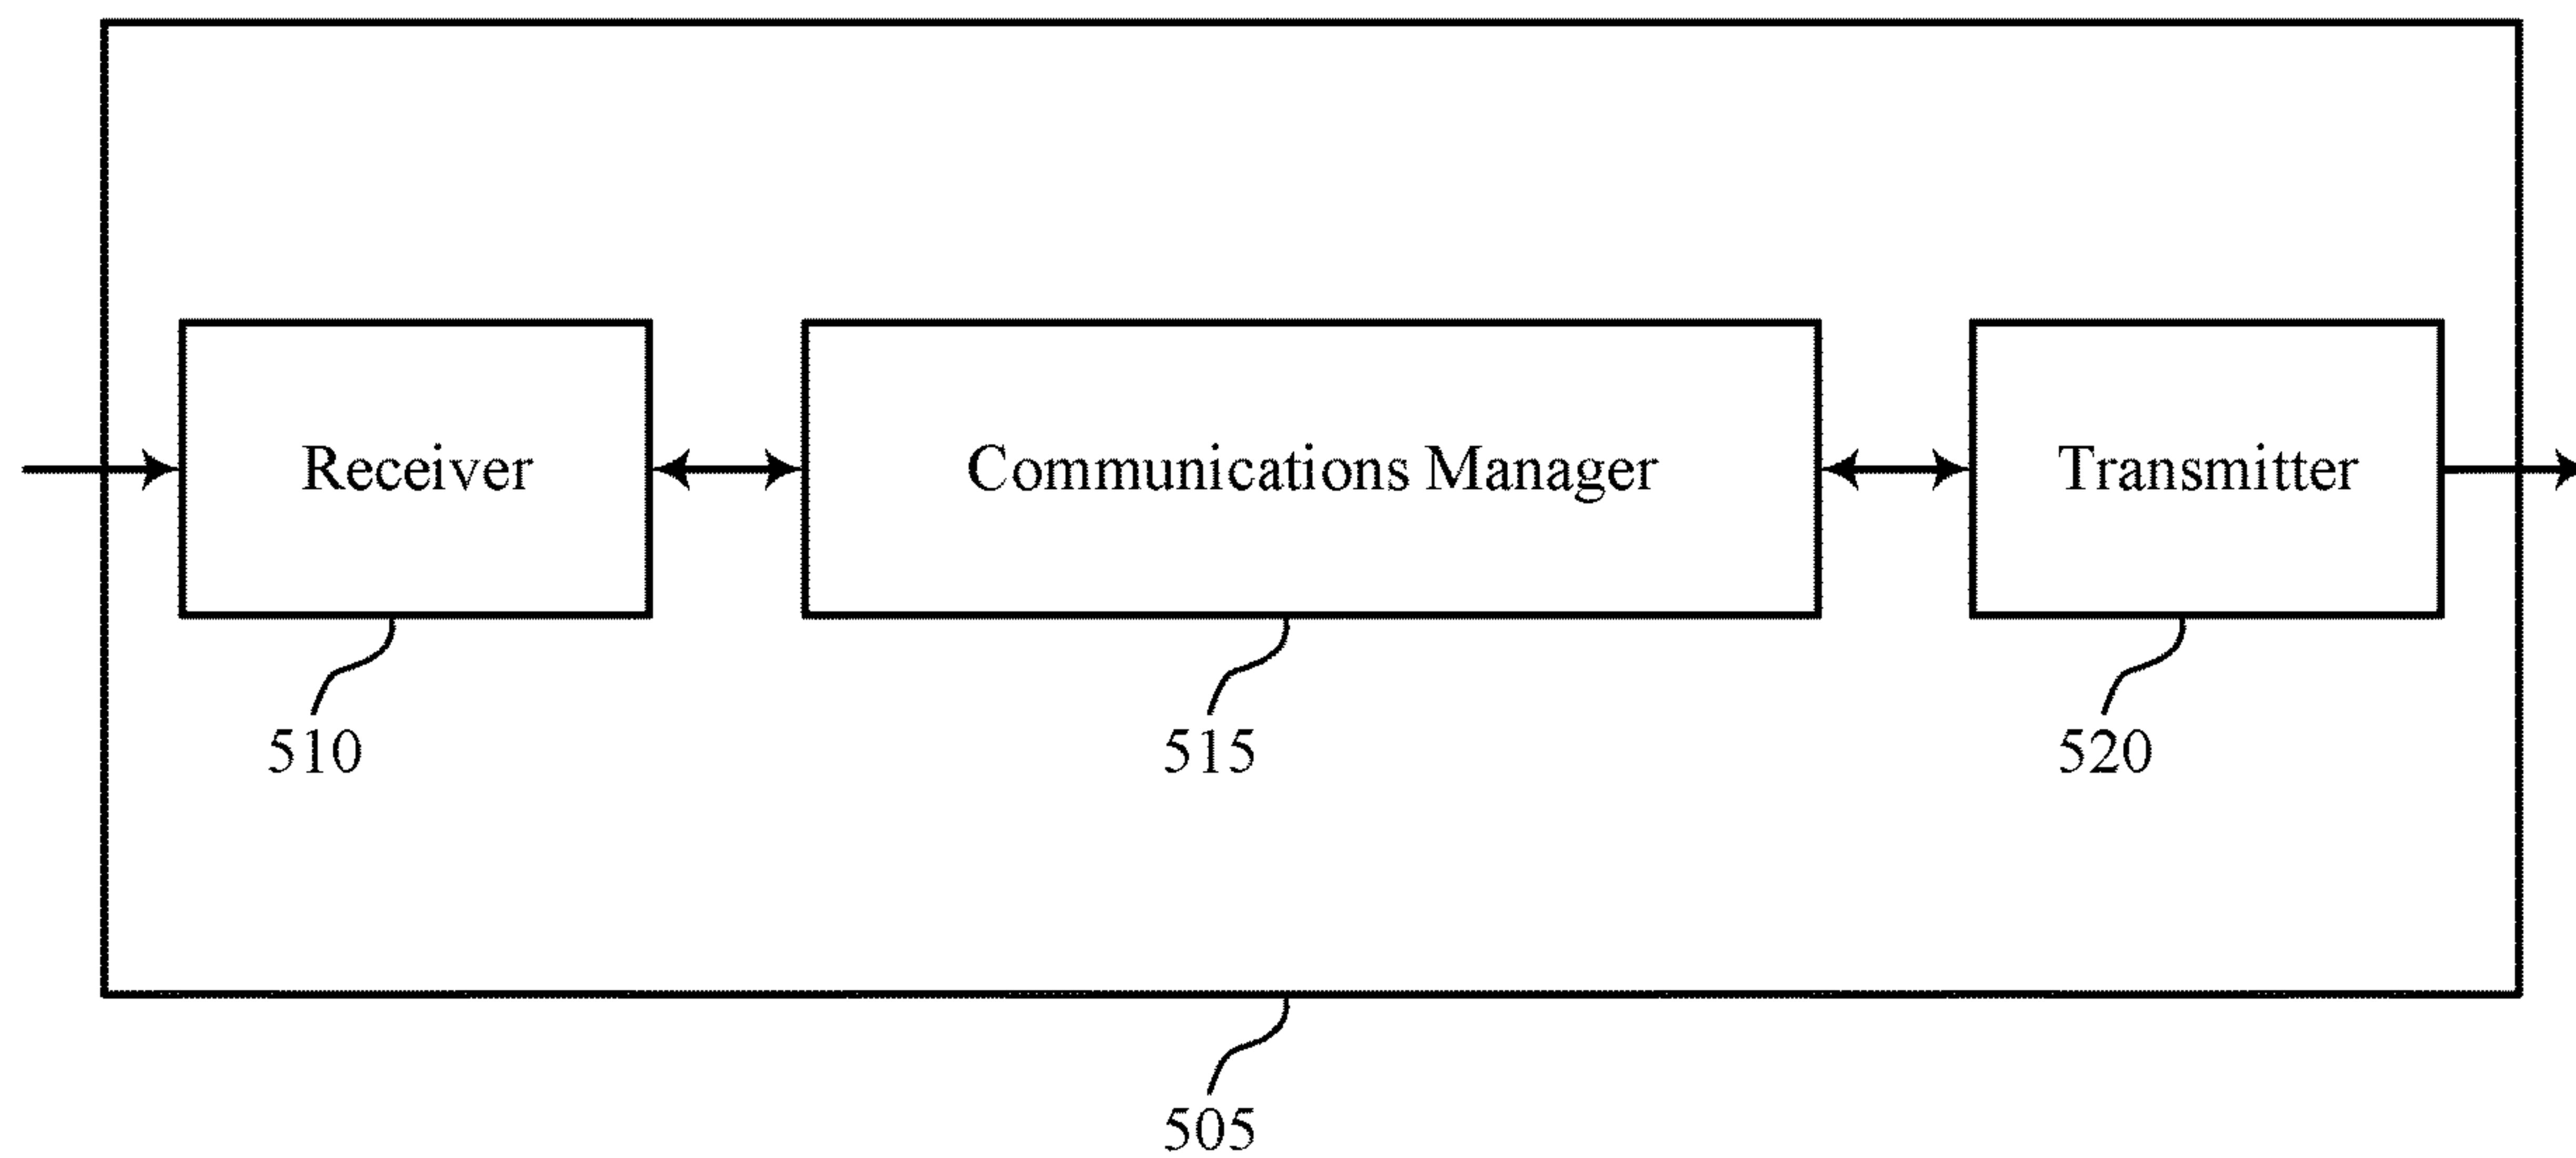 Receiver
Communications Manager
Transmitter
510
515
520
505